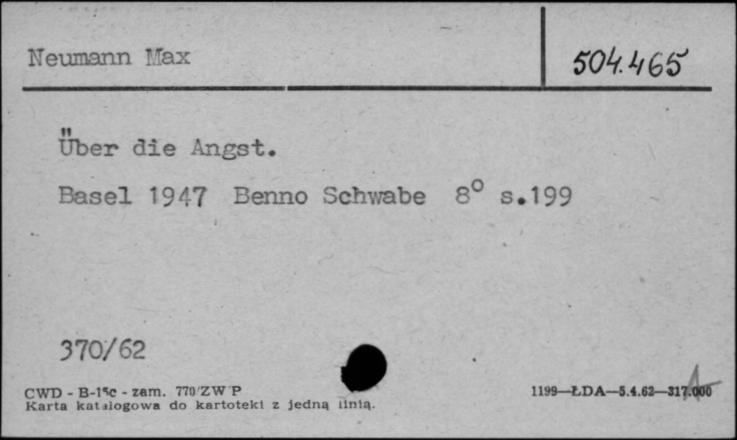 Neumann Max
504.465
Über die Angst.
Basel 1947 Benno Schwabe 8° s.199
370/62
CWD - B-15c - zam. 770/ZWP
Karta katalogowa do kartoteki z jedną linią.
1199—ŁDA—5.4.62—317.000